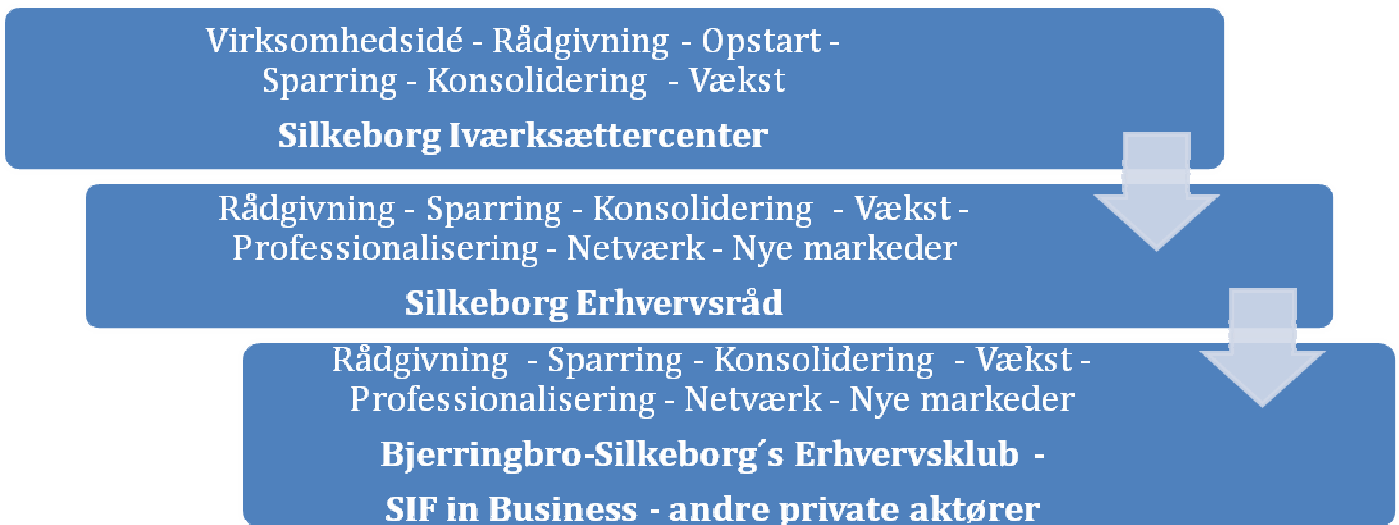 Virksomhedsidé - Rådgivning - Opstart -
Sparring - Konsolidering - Vækst
Silkeborg Iværksættercenter
Rådgivning - Sparring - Konsolidering - Vækst -
Professionalisering - Netværk - Nye markeder
Silkeborg Erhvervsråd
Rådgivning - Sparring - Konsolidering - Vækst -
Professionalisering - Netværk - Nye markeder
Bjerringbro-Silkeborg´s Erhvervsklub -
SIF in Business - andre private aktører